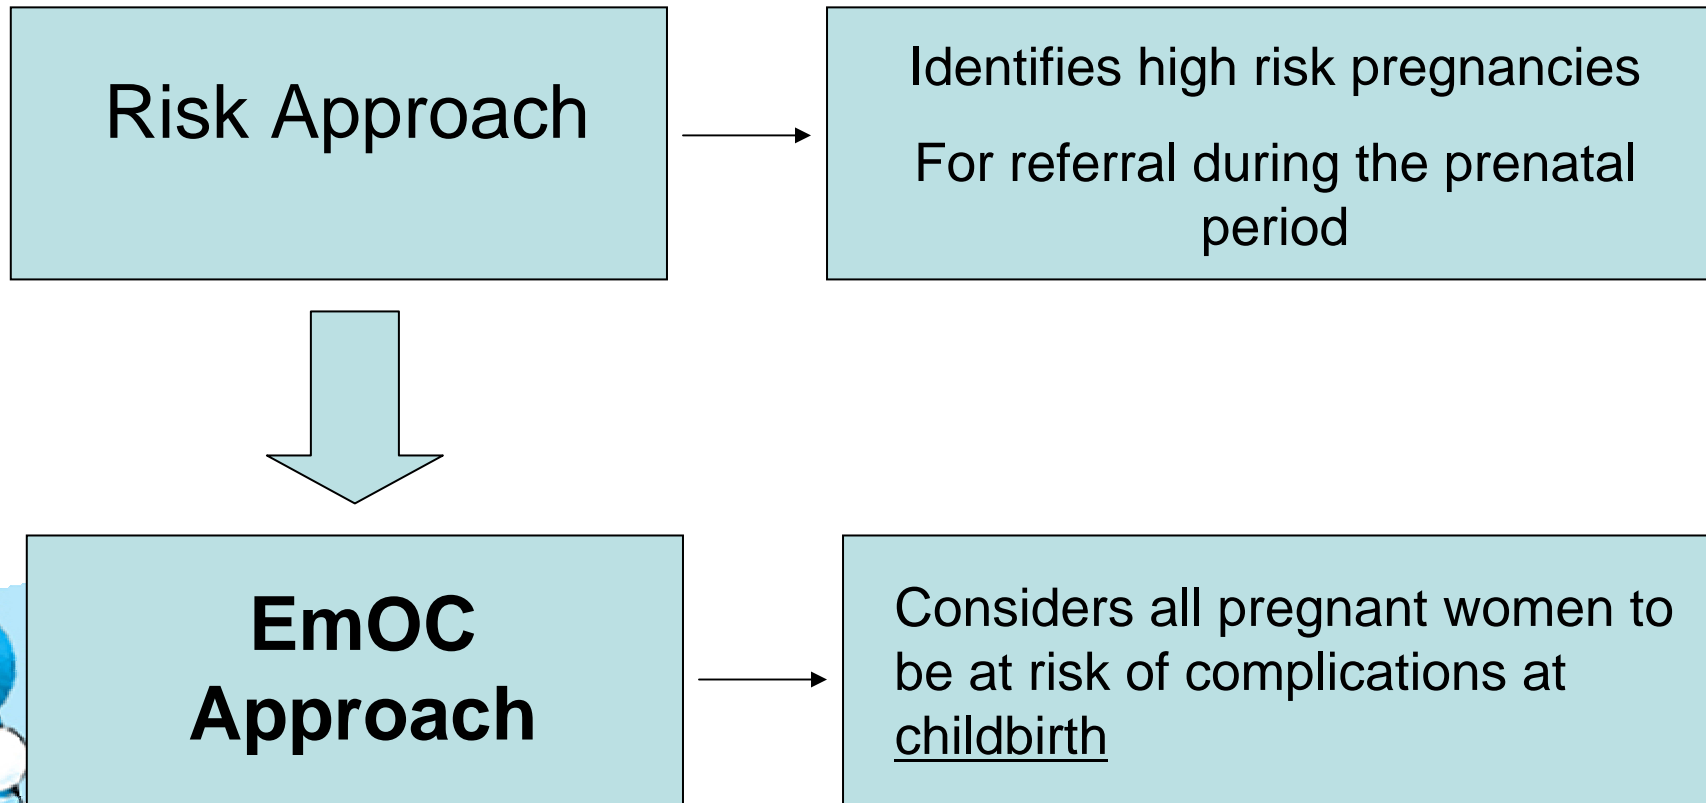 Risk Approach
Identifies high risk pregnancies
For referral during the prenatal
period
EmOC
Approach
Considers all pregnant women to
be at risk of complications at
childbirth